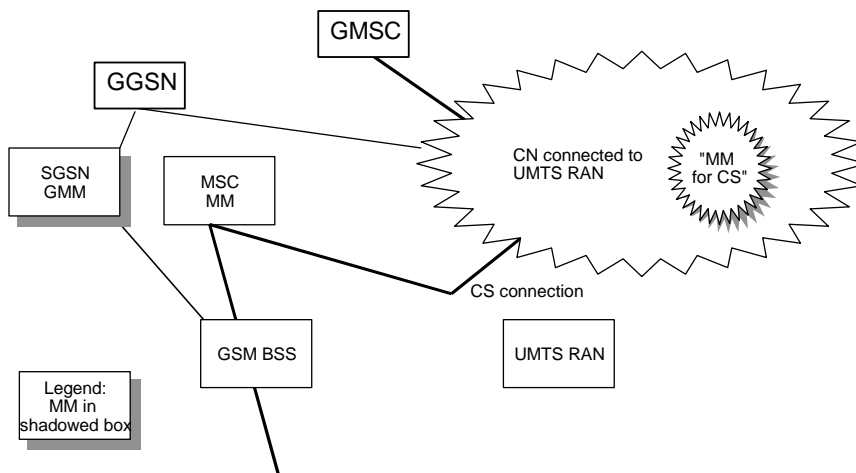 GMSC
GGSN
SGSN
GMM
MSC
MM
CN connected to
UMTS RAN
"MM
for CS"
CS connection
GSM BSS
UMTS RAN
Legend:
MM in
shadowed box